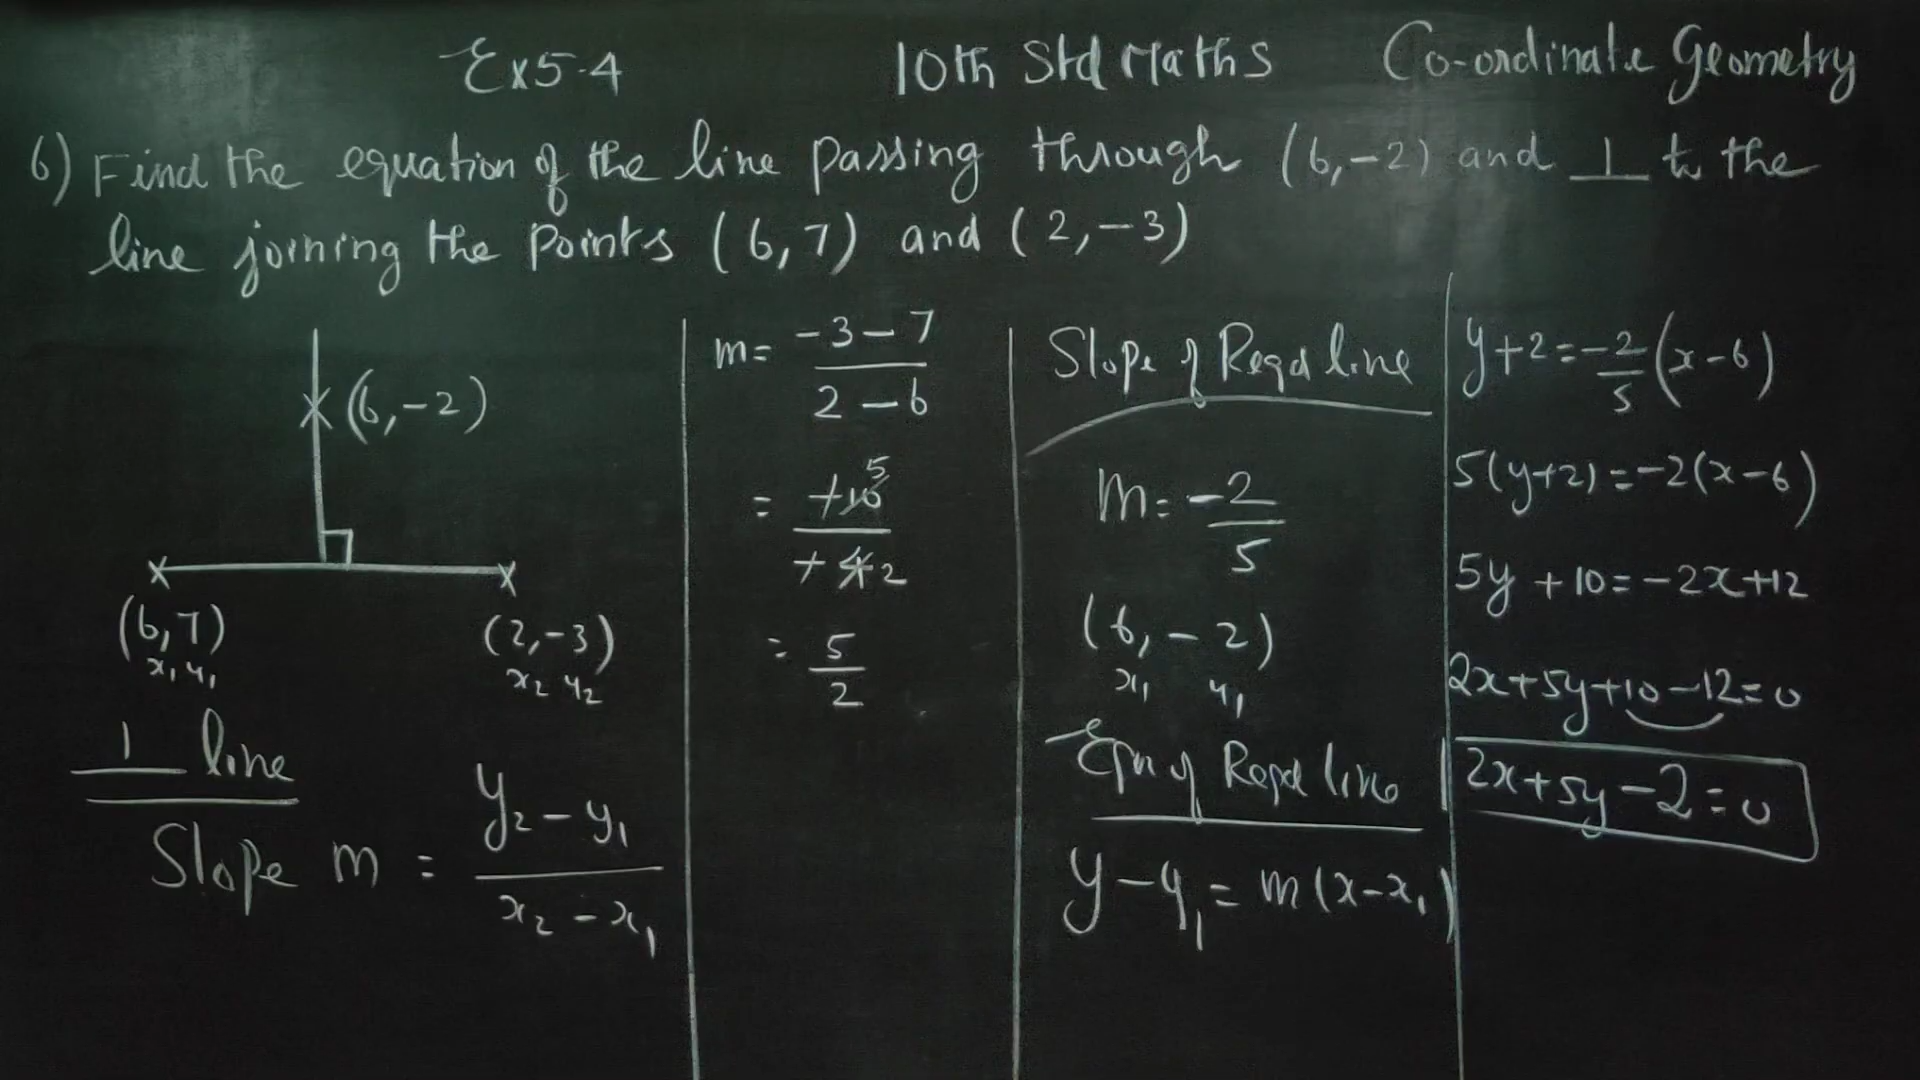 Ex 5.4 10th Std Maths Co-ordinate Geometry
6) Find the equation of the line passing through (6,-2) and ⊥ to the
line joining the points (6,7) and (2,-3)
(6,-2)
(6,7) (2,-3)
x₁ y₁ x₂ y₂
⊥ line
Slope m = y₂ - y₁
x₂ - x₁
m = -3-7
2-6
= +10 5
+4 2
= 5
2
Slope of Reqd line
m = -2
5
(6, -2)
x₁ y₁
Eqn of Reqd line
y - y₁ = m(x-x₁)
y+2 = -2/5 (x-6)
5(y+2) = -2(x-6)
5y + 10 = -2x+12
2x+5y+10-12=0
2x+5y-2=0